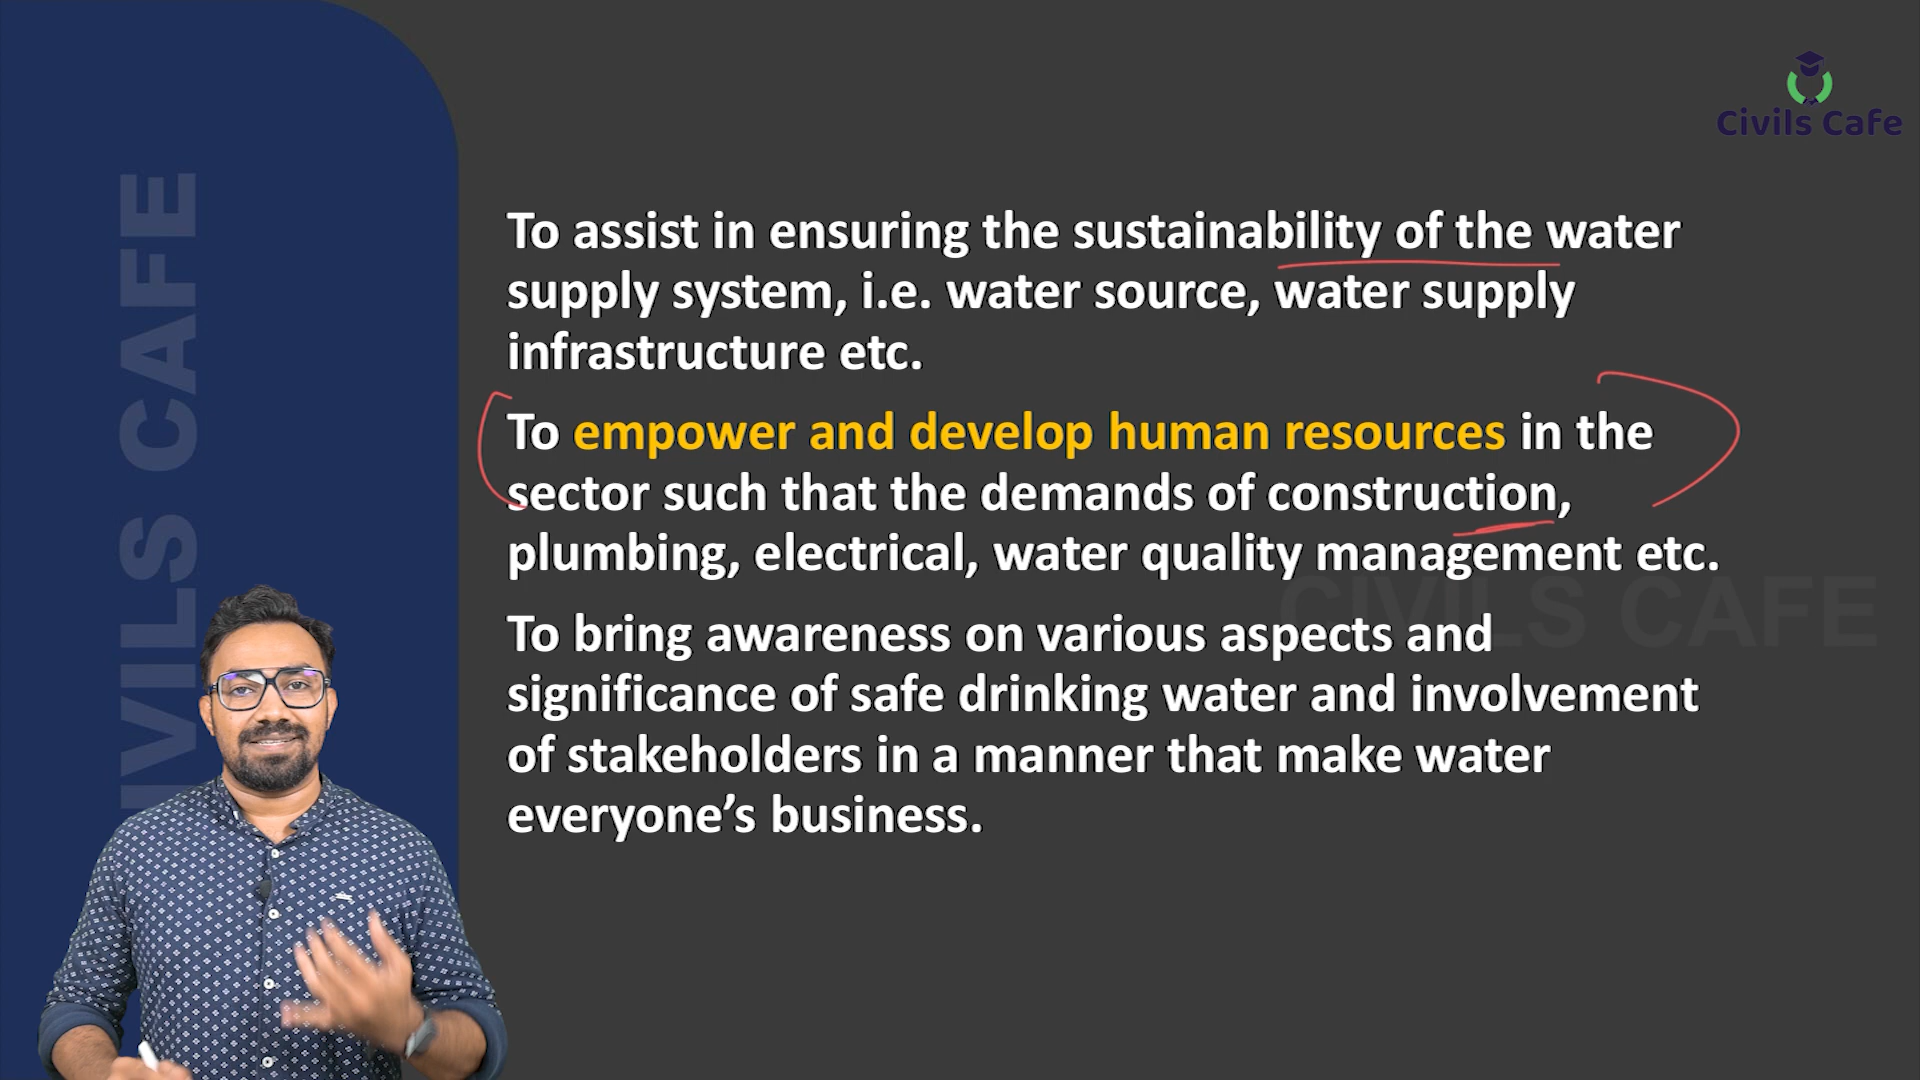 Civils Cafe
CIVILS CAFE
To assist in ensuring the sustainability of the water
supply system, i.e. water source, water supply
infrastructure etc.
To empower and develop human resources in the
sector such that the demands of construction,
plumbing, electrical, water quality management etc.
CIVILS CAFE
To bring awareness on various aspects and
significance of safe drinking water and involvement
of stakeholders in a manner that make water
everyone’s business.